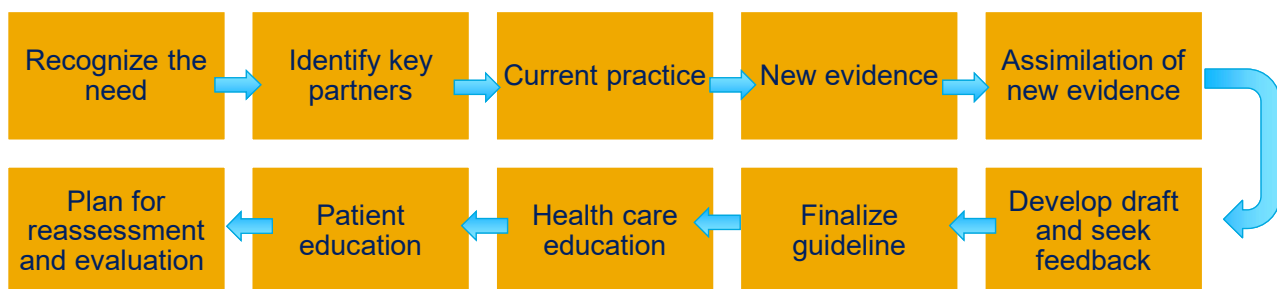 Recognize the
need
Identify key
partners
Current practice
New evidence
Assimilation of
new evidence
Develop draft
and seek
feedback
Finalize
guideline
Health care
education
Patient
education
Plan for
reassessment
and evaluation